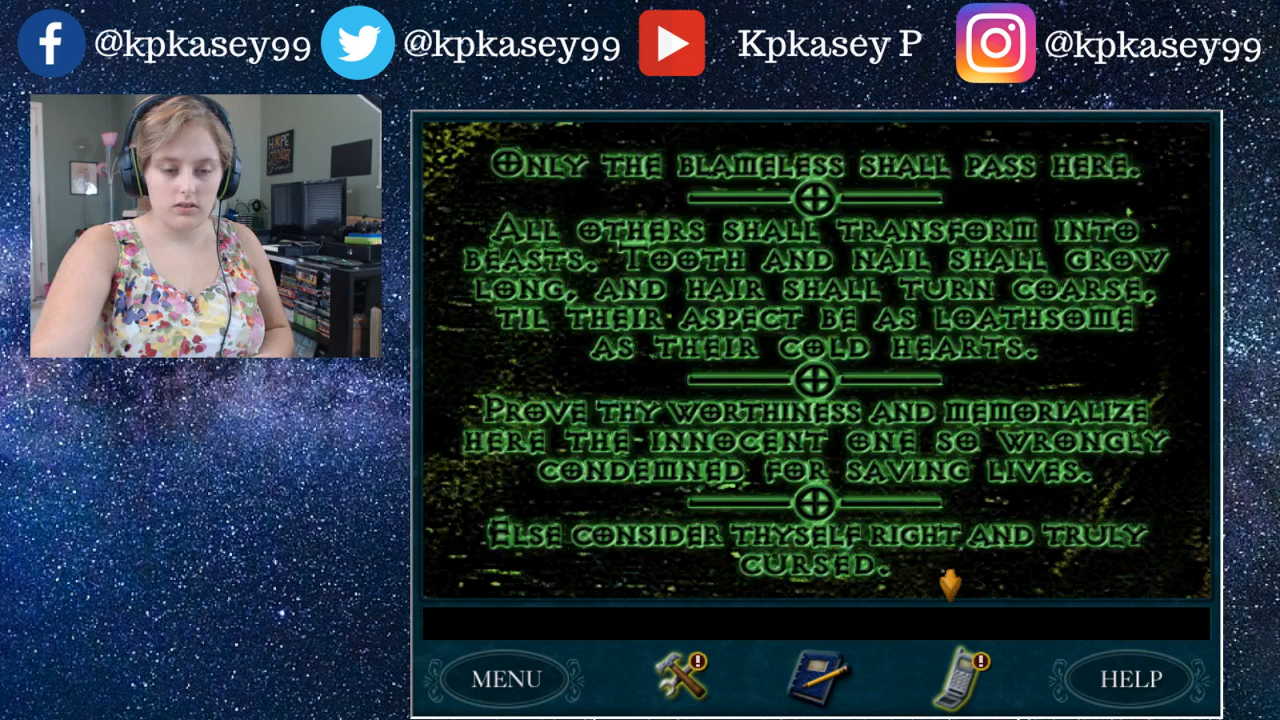 @kpkasey99 @kpkasey99 Kpkasey P @kpkasey99
ONLY THE BLAMELESS SHALL PASS HERE.
ALL OTHERS SHALL TRANSFORM INTO
BEASTS. TOOTH AND NAIL SHALL GROW
LONG, AND HAIR SHALL TURN COARSE,
TIL THEIR ASPECT BE AS LOATHSOME
AS THEIR COLD HEARTS.
PROVE THY WORTHINESS AND MEMORIALIZE
HERE THE INNOCENT ONE SO WRONGLY
CONDEMNED FOR SAVING LIVES.
ELSE CONSIDER THYSELF RIGHT AND TRULY
CURSED.
MENU HELP